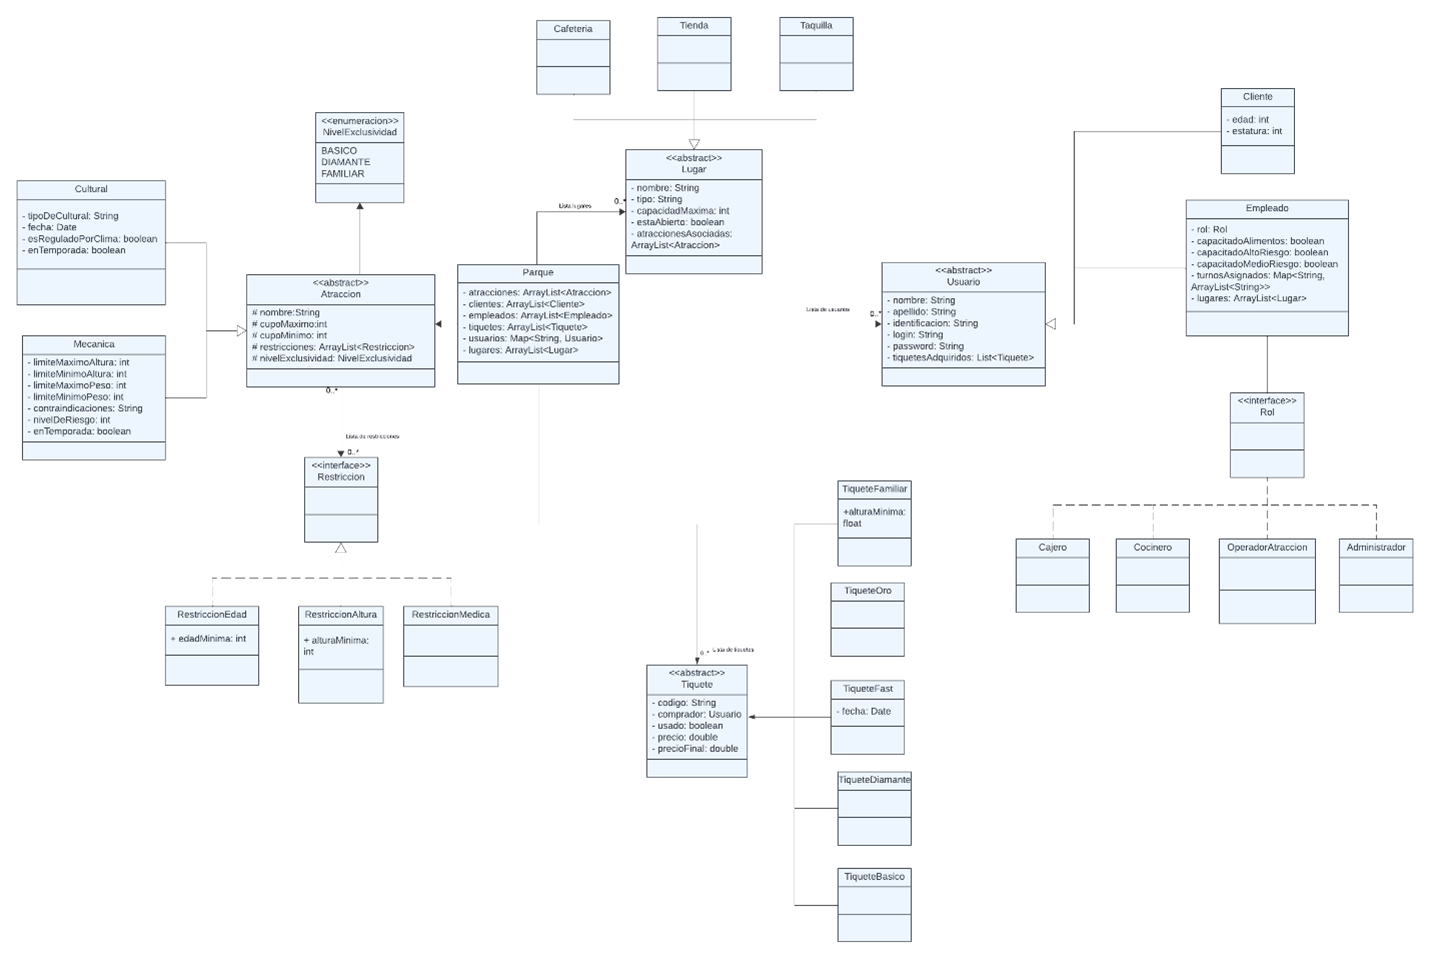 Cafeteria
Tienda
Taquilla
Cliente
- edad: int
- estatura: int
<<enumeracion>>
NivelExclusividad
BASICO
DIAMANTE
FAMILIAR
<<abstract>>
Lugar
- nombre: String
- tipo: String
- capacidadMaxima: int
- estaAbierto: boolean
- atraccionesAsociadas:
ArrayList<Atraccion>
Lista lugares
0..*
Cultural
- tipoDeCultural: String
- fecha: Date
- esReguladoPorClima: boolean
- enTemporada: boolean
Empleado
- rol: Rol
- capacitadoAlimentos: boolean
- capacitadoAltoRiesgo: boolean
- capacitadoMedioRiesgo: boolean
- turnosAsignados: Map<String,
ArrayList<String>>
- lugares: ArrayList<Lugar>
<<abstract>>
Atraccion
# nombre:String
# cupoMaximo:int
# cupoMinimo: int
# restricciones: ArrayList<Restriccion>
# nivelExclusividad: NivelExclusividad
0..*
Parque
- atracciones: ArrayList<Atraccion>
- clientes: ArrayList<Cliente>
- empleados: ArrayList<Empleado>
- tiquetes: ArrayList<Tiquete>
- usuarios: Map<String, Usuario>
- lugares: ArrayList<Lugar>
Lista de usuarios
0..*
<<abstract>>
Usuario
- nombre: String
- apellido: String
- identificacion: String
- login: String
- password: String
- tiquetesAdquiridos: List<Tiquete>
Mecanica
- limiteMaximoAltura: int
- limiteMinimoAltura: int
- limiteMaximoPeso: int
- limiteMinimoPeso: int
- contraindicaciones: String
- nivelDeRiesgo: int
- enTemporada: boolean
<<interface>>
Rol
Lista de restricciones
0..*
<<interface>>
Restriccion
TiqueteFamiliar
+alturaMinima:
float
Cajero
Cocinero
OperadorAtraccion
Administrador
TiqueteOro
RestriccionEdad
+ edadMinima: int
RestriccionAltura
+ alturaMinima:
int
RestriccionMedica
0..*
Lista de tiquetes
<<abstract>>
Tiquete
- codigo: String
- comprador: Usuario
- usado: boolean
- precio: double
- precioFinal: double
TiqueteFast
- fecha: Date
TiqueteDiamante
TiqueteBasico